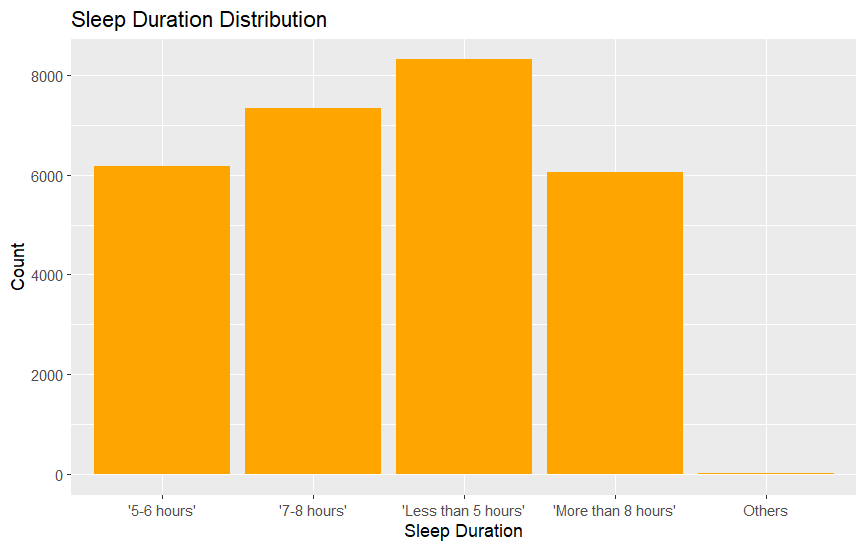 Sleep Duration Distribution
8000
6000
4000
2000
0
Count
'5-6 hours' '7-8 hours' 'Less than 5 hours' 'More than 8 hours' Others
Sleep Duration